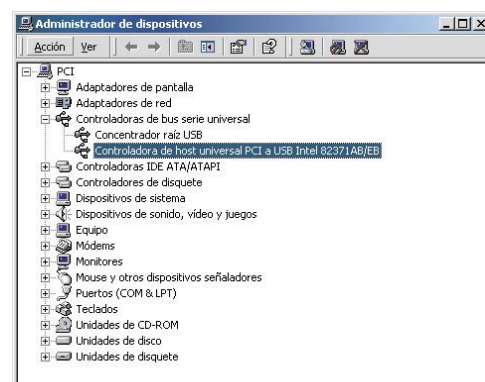 Administrador de dispositivos
Acción Ver
PCI
Adaptadores de pantalla
Adaptadores de red
Controladoras de bus serie universal
Concentrador raíz USB
Controladora de host universal PCI a USB Intel 82371AB/EB
Controladoras IDE ATA/ATAPI
Controladores de disquete
Dispositivos de sistema
Dispositivos de sonido, vídeo y juegos
Equipo
Módems
Monitores
Mouse y otros dispositivos señaladores
Puertos (COM & LPT)
Teclados
Unidades de CD-ROM
Unidades de disco
Unidades de disquete